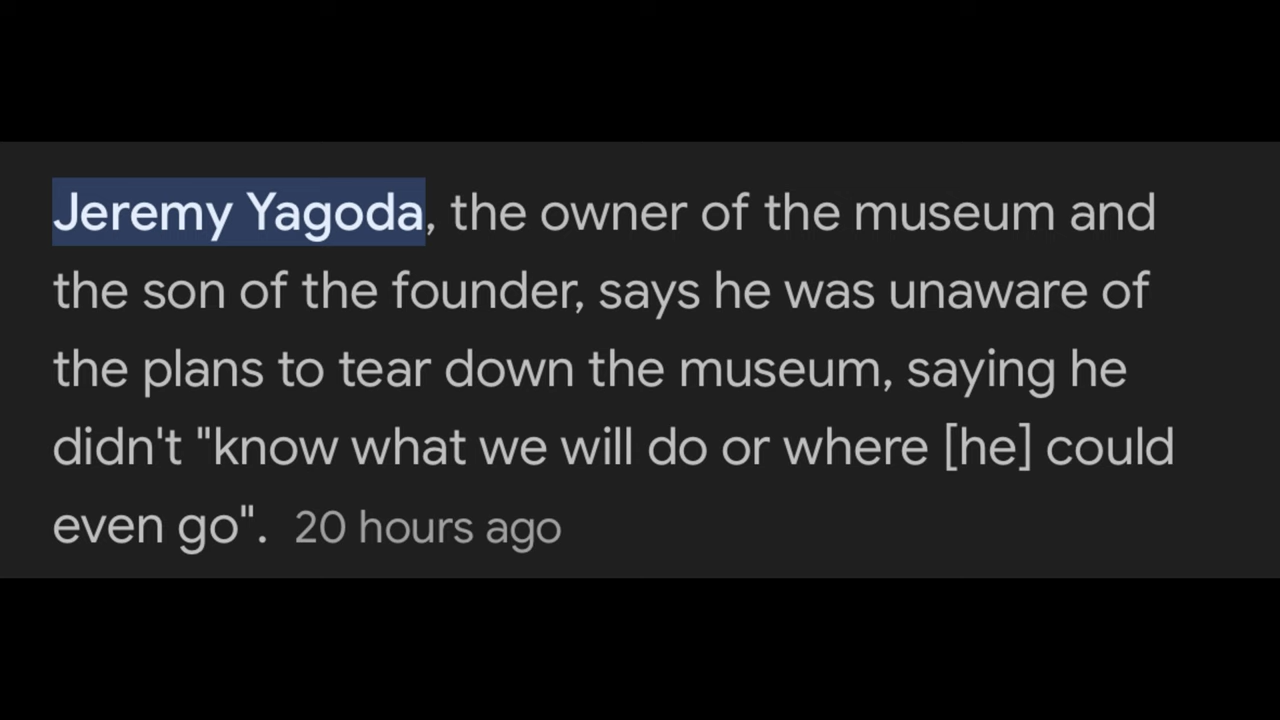 Jeremy Yagoda, the owner of the museum and
the son of the founder, says he was unaware of
the plans to tear down the museum, saying he
didn't "know what we will do or where [he] could
even go". 20 hours ago